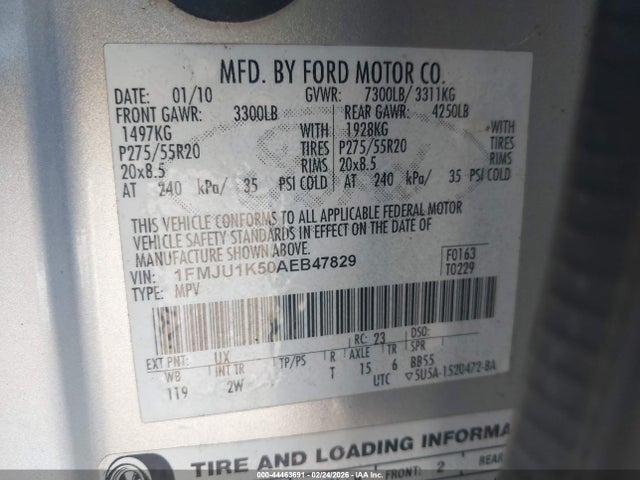 MFD. BY FORD MOTOR CO.
DATE: 01/10 GVWR: 7300LB/ 3311KG
FRONT GAWR: 3300LB REAR GAWR: 4250LB
1497KG WITH 1928KG WITH
P275/55R20 TIRES P275/55R20 TIRES
20x8.5 RIMS 20x8.5 RIMS
AT 240 kPa/ 35 PSI COLD AT 240 kPa/ 35 PSI COLD
THIS VEHICLE CONFORMS TO ALL APPLICABLE FEDERAL MOTOR
VEHICLE SAFETY STANDARDS IN EFFECT ON THE DATE OF
MANUFACTURE SHOWN ABOVE.
VIN: 1FMJU1K50AEB47829 F0163
TYPE: MPV T0229
RC: 23 DSO:
EXT PNT: UX TP/PS R AXLE TR SPR
WB INT TR T 15 6 BB55
119 2W UTC ▽5U5A-1520472-BA
TIRE AND LOADING INFORMA
FRONT: 2 REAR
000-44463691 - 02/24/2026 - Copyright IAA, LLC